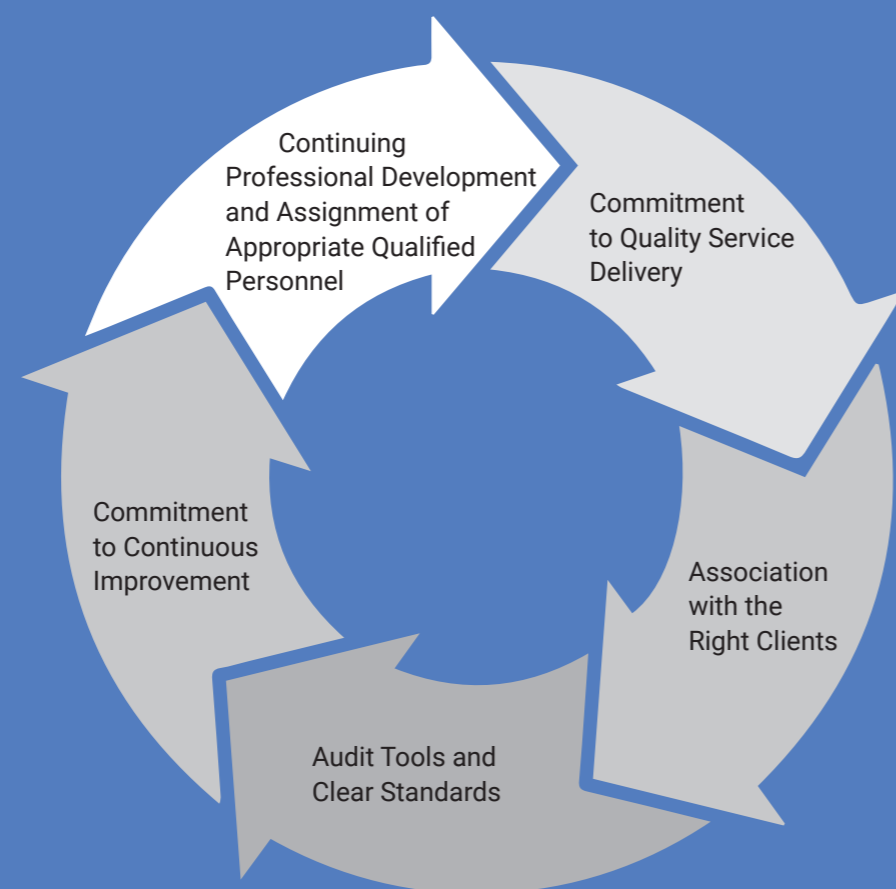 Continuing
Professional Development
and Assignment of
Appropriate Qualified
Personnel
Commitment
to Quality Service
Delivery
Association
with the
Right Clients
Audit Tools and
Clear Standards
Commitment
to Continuous
Improvement